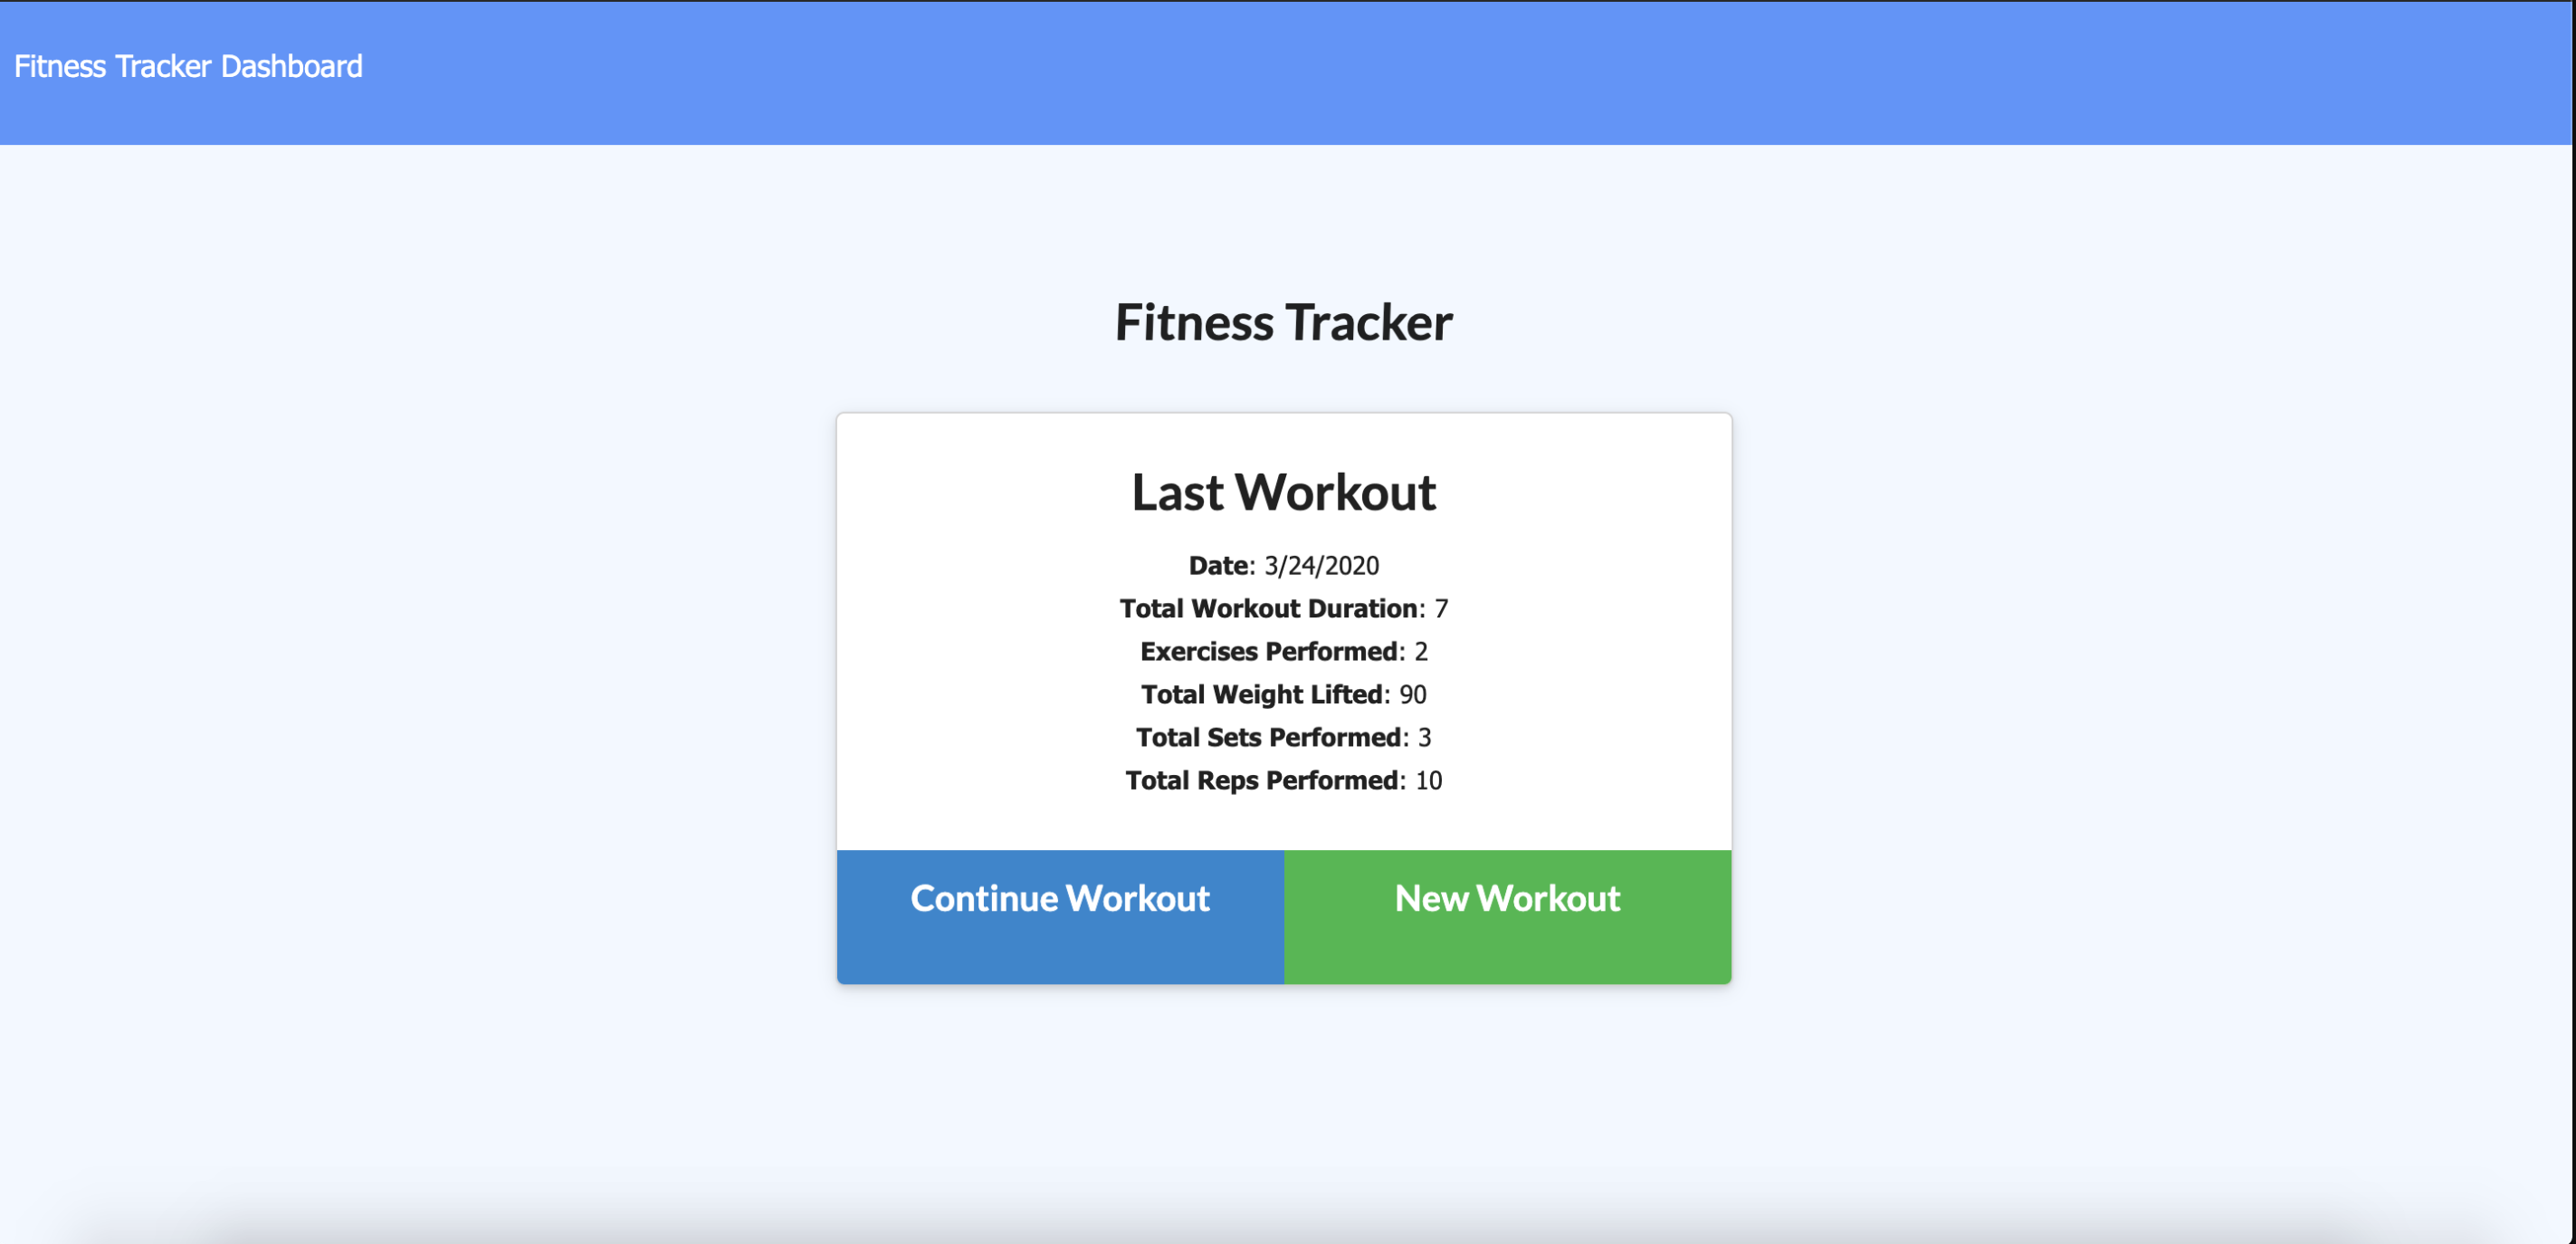 Fitness Tracker Dashboard
Fitness Tracker
Last Workout
Date: 3/24/2020
Total Workout Duration: 7
Exercises Performed: 2
Total Weight Lifted: 90
Total Sets Performed: 3
Total Reps Performed: 10
Continue Workout
New Workout